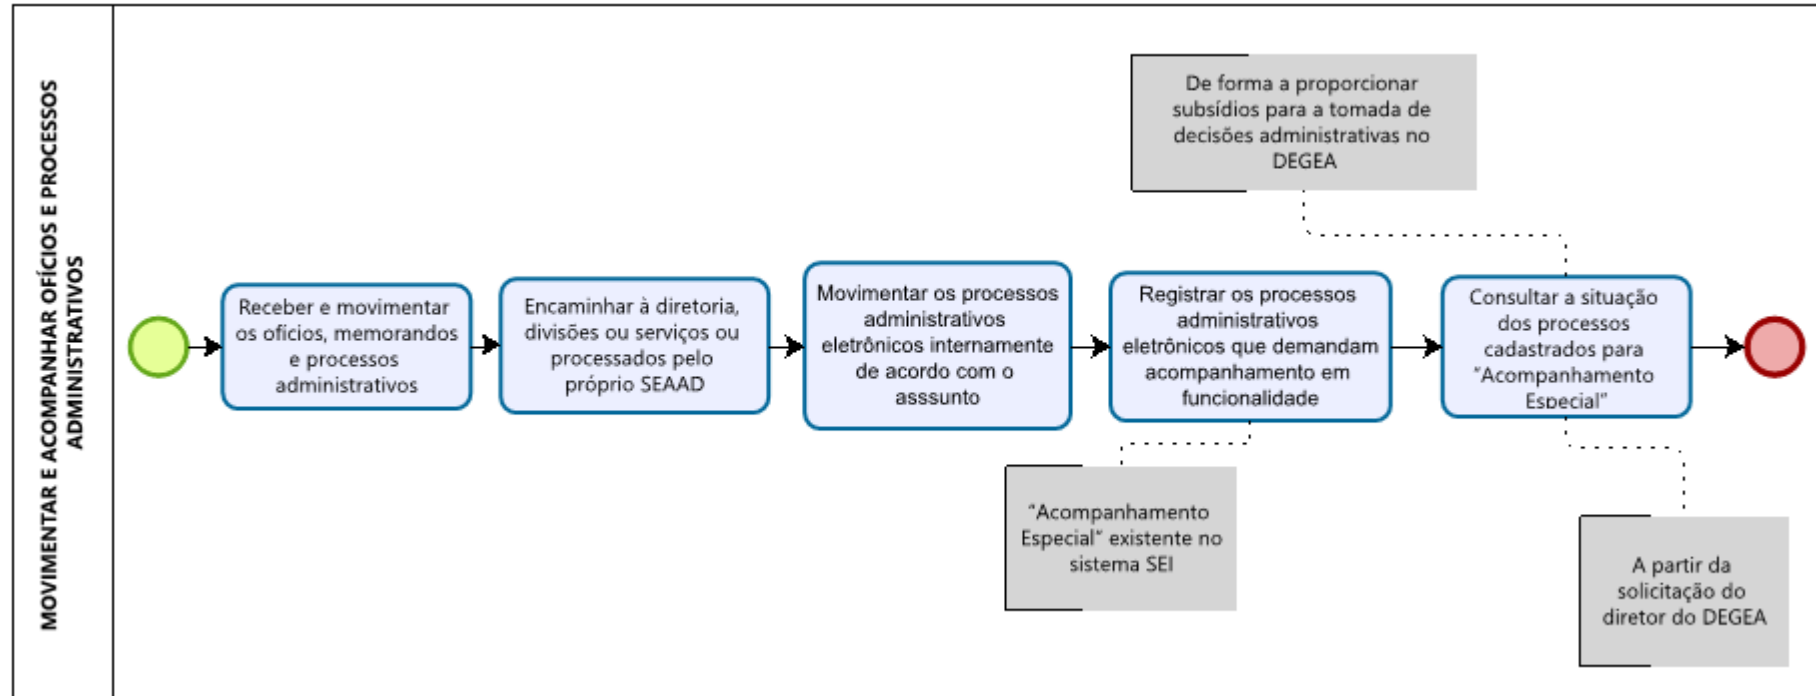 MOVIMENTAR E ACOMPANHAR OFÍCIOS E PROCESSOS
ADMINISTRATIVOS
De forma a proporcionar
subsídios para a tomada de
decisões administrativas no
DEGEA
Receber e movimentar
os ofícios, memorandos
e processos
administrativos
Encaminhar à diretoria,
divisões ou serviços ou
processados pelo
próprio SEAAD
Movimentar os processos
administrativos
eletrônicos internamente
de acordo com o
asssunto
Registrar os processos
administrativos
eletrônicos que demandam
acompanhamento em
funcionalidade
Consultar a situação
dos processos
cadastrados para
“Acompanhamento
Especial”
“Acompanhamento
Especial” existente no
sistema SEI
A partir da
solicitação do
diretor do DEGEA